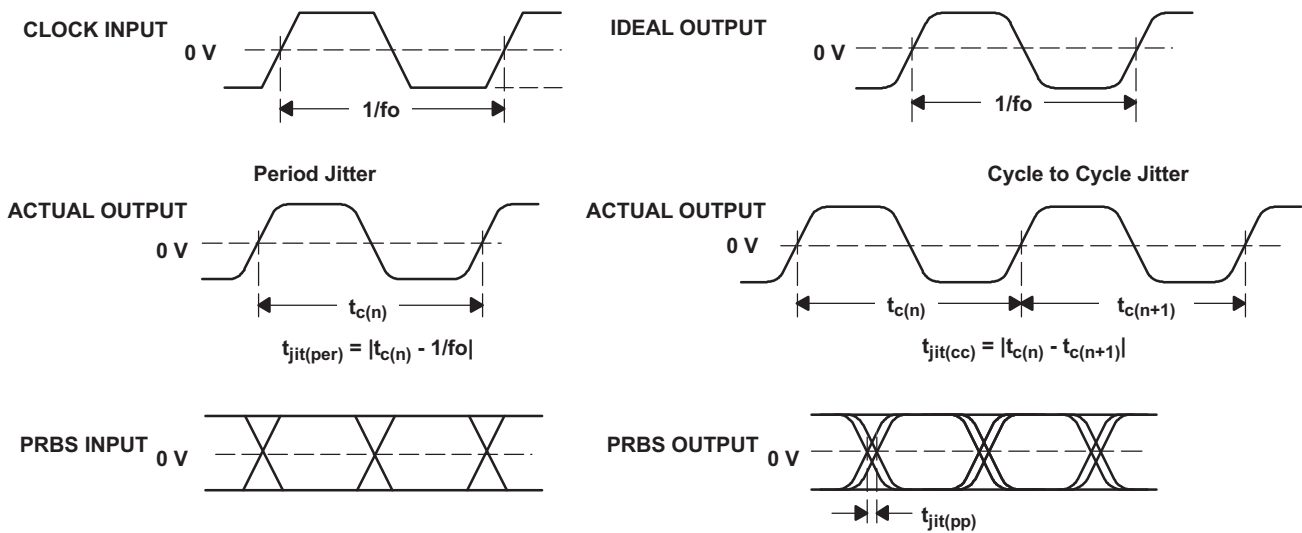 CLOCK INPUT
0 V
1/fo
IDEAL OUTPUT
0 V
1/fo
Period Jitter
ACTUAL OUTPUT
0 V
tc(n)
tjit(per) = |tc(n) - 1/fo|
Cycle to Cycle Jitter
ACTUAL OUTPUT
0 V
tc(n)
tc(n+1)
tjit(cc) = |tc(n) - tc(n+1)|
PRBS INPUT
0 V
PRBS OUTPUT
0 V
tjit(pp)